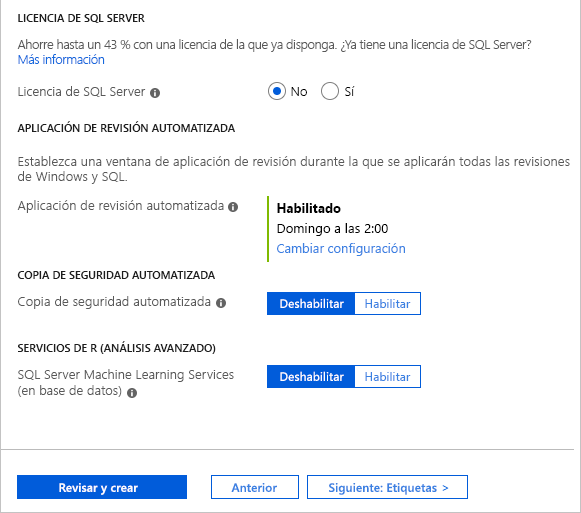 LICENCIA DE SQL SERVER
Ahorre hasta un 43 % con una licencia de la que ya disponga. ¿Ya tiene una licencia de SQL Server?
Más información
Licencia de SQL Server
No
Sí
APLICACIÓN DE REVISIÓN AUTOMATIZADA
Establezca una ventana de aplicación de revisión durante la que se aplicarán todas las revisiones
de Windows y SQL.
Aplicación de revisión automatizada
Habilitado
Domingo a las 2:00
Cambiar configuración
COPIA DE SEGURIDAD AUTOMATIZADA
Copia de seguridad automatizada
Deshabilitar
Habilitar
SERVICIOS DE R (ANÁLISIS AVANZADO)
SQL Server Machine Learning Services
(en base de datos)
Deshabilitar
Habilitar
Revisar y crear
Anterior
Siguiente: Etiquetas >